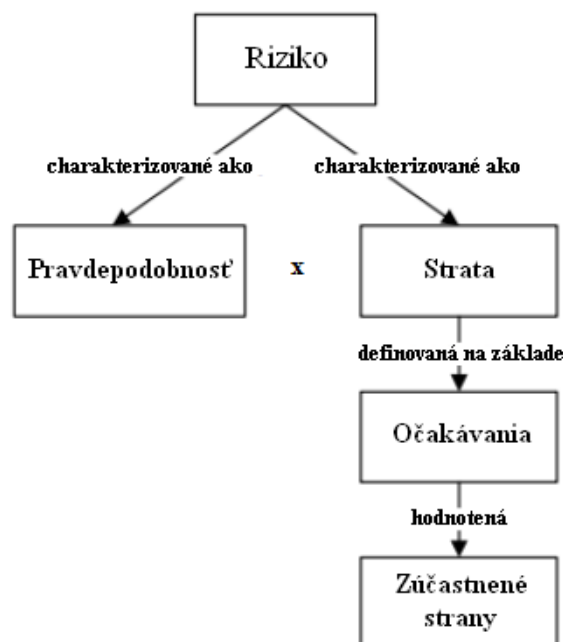 Riziko
charakterizované ako
charakterizované ako
Pravdepodobnosť
x
Strata
definovaná na základe
Očakávania
hodnotená
Zúčastnené
strany